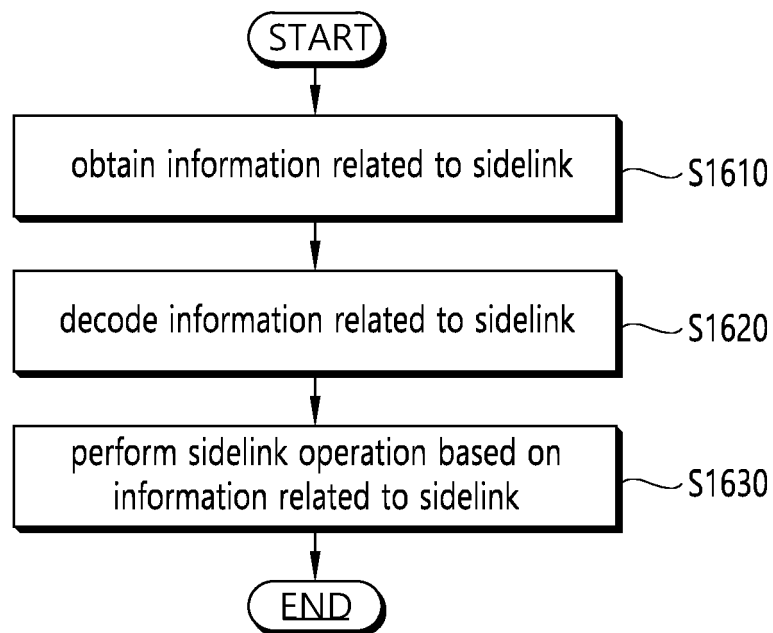 START
obtain information related to sidelink
S1610
decode information related to sidelink
S1620
perform sidelink operation based on
information related to sidelink
S1630
END